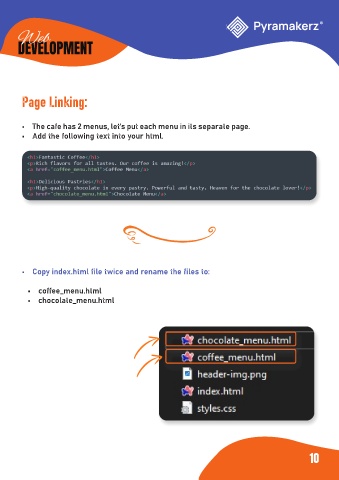 Web
DEVELOPMENT
Pyramakerz®
Page Linking:
• The cafe has 2 menus, let's put each menu in its separate page.
• Add the following text into your html.
<h1>Fantastic Coffee</h1>
<p>Rich flavors for all tastes. Our coffee is amazing!</p>
<a href="coffee_menu.html">Coffee Menu</a>
<h1>Delicious Pastries</h1>
<p>High-quality chocolate in every pastry. Powerful and tasty. Heaven for the chocolate lover!</p>
<a href="chocolate_menu.html">Chocolate Menu</a>
• Copy index.html file twice and rename the files to:
• coffee_menu.html
• chocolate_menu.html
chocolate_menu.html
coffee_menu.html
header-img.png
index.html
styles.css
10